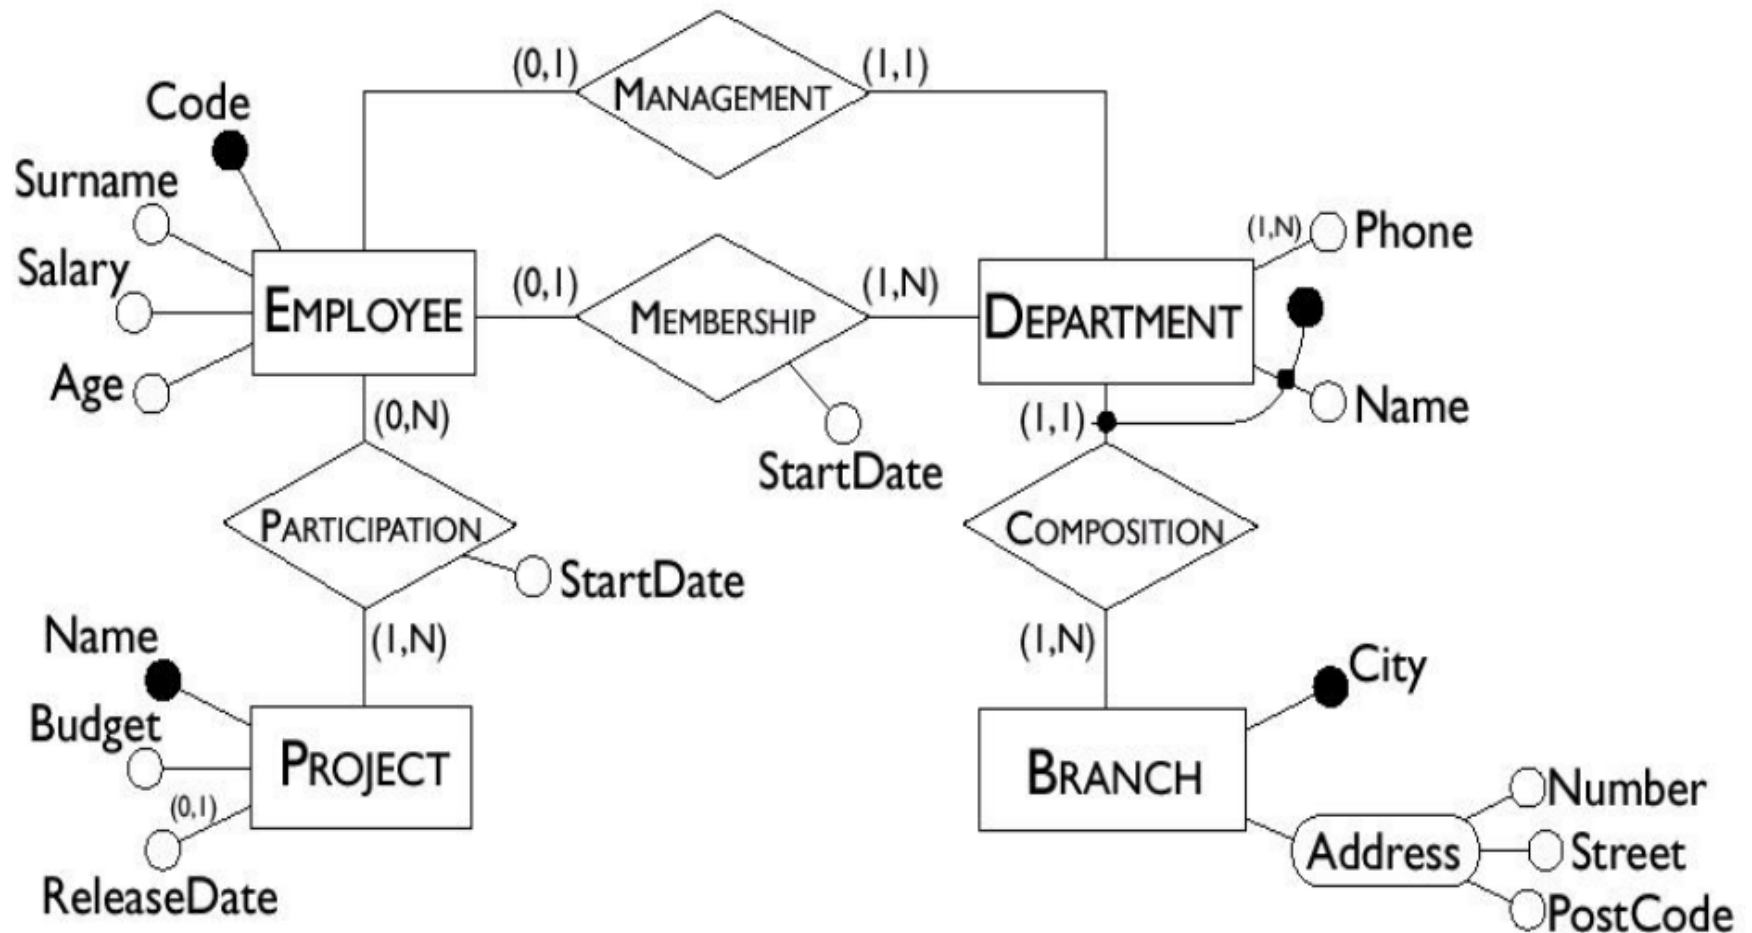 (0,1)
MANAGEMENT
(1,1)
Code
Surname
Salary
Age
EMPLOYEE
(0,1)
MEMBERSHIP
(1,N)
StartDate
DEPARTMENT
(1,N)
Phone
Name
(0,N)
PARTICIPATION
StartDate
(1,N)
(1,1)
COMPOSITION
(1,N)
Name
Budget
(0,1)
ReleaseDate
PROJECT
BRANCH
City
Address
Number
Street
PostCode